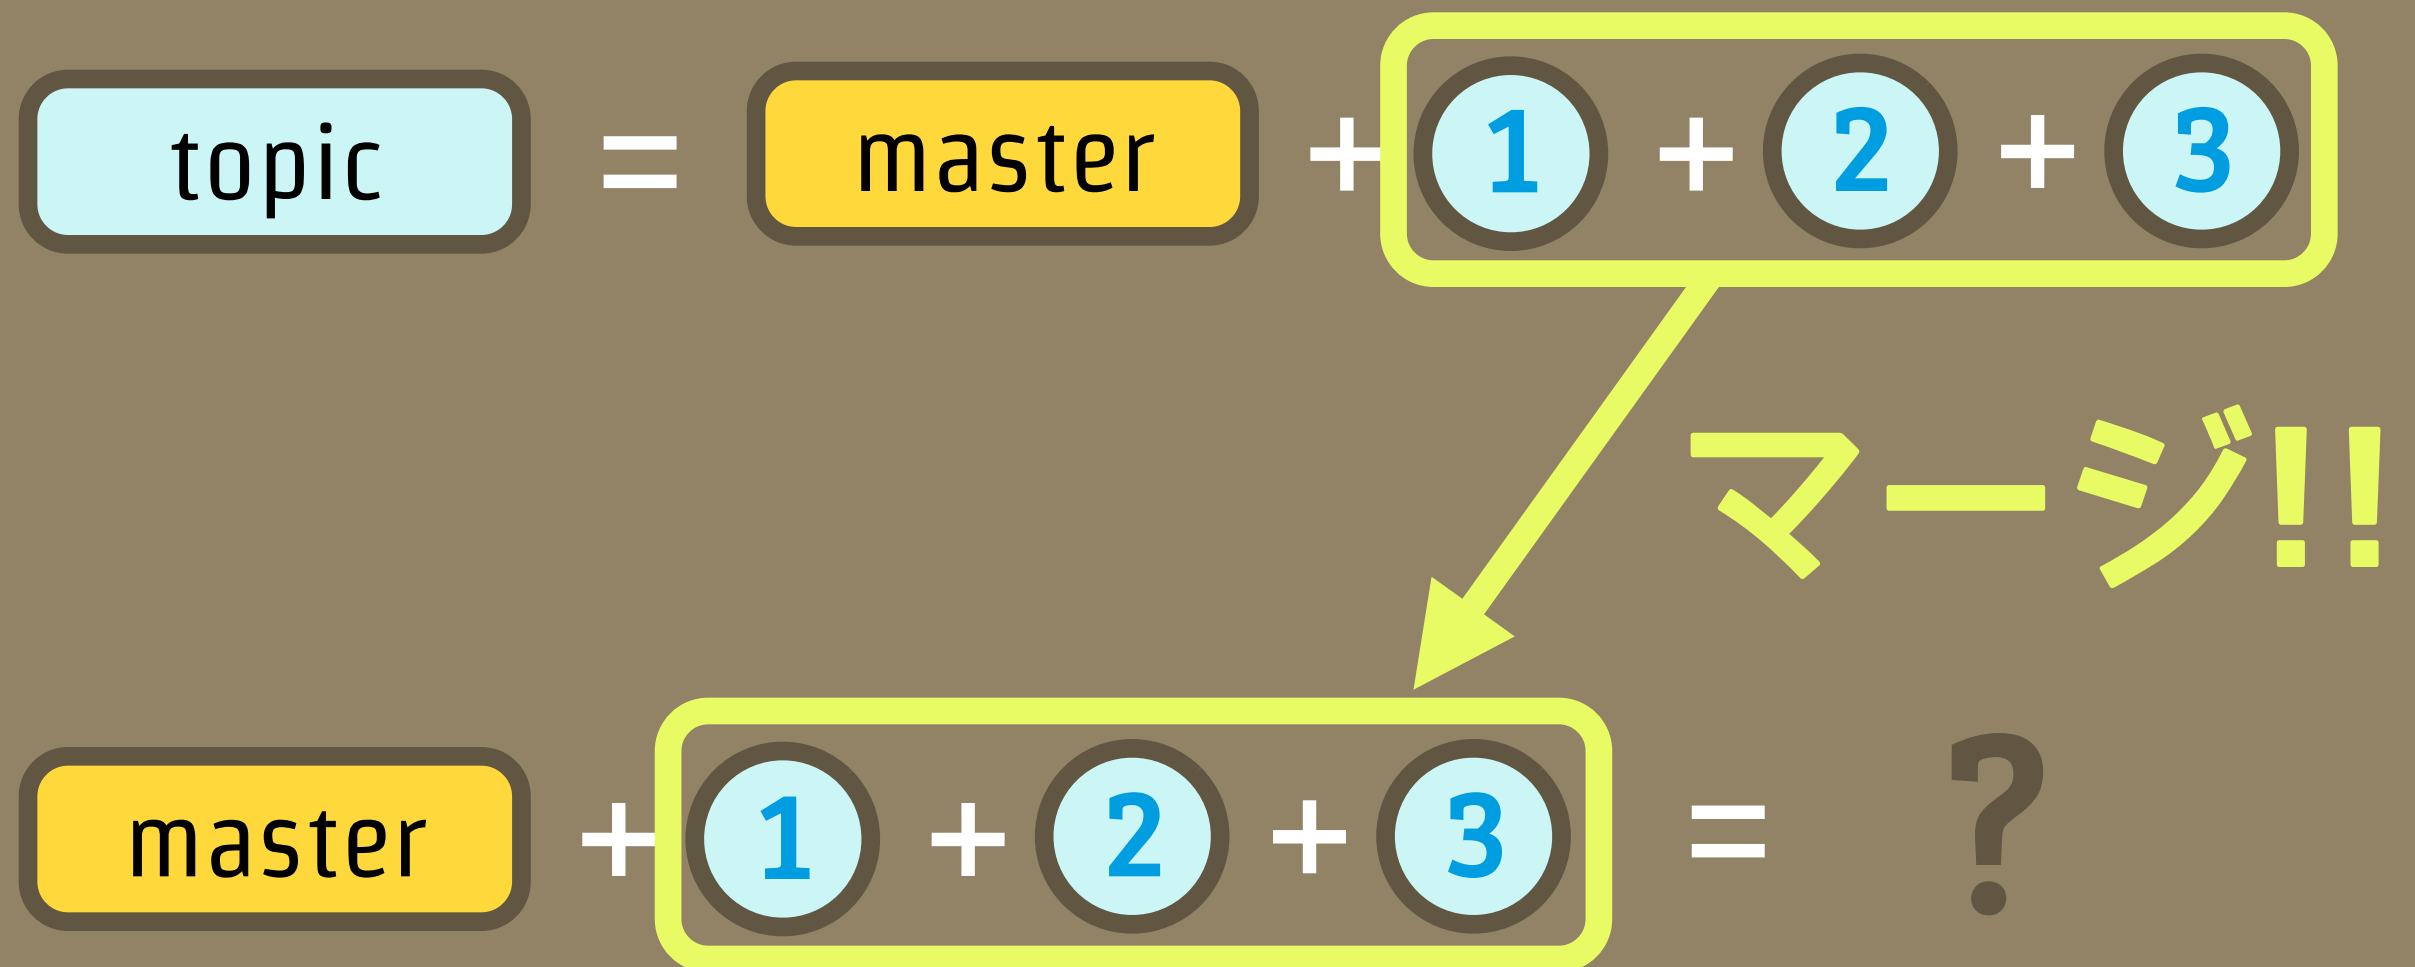 topic = master + 1 + 2 + 3
マージ!!
master + 1 + 2 + 3 = ?